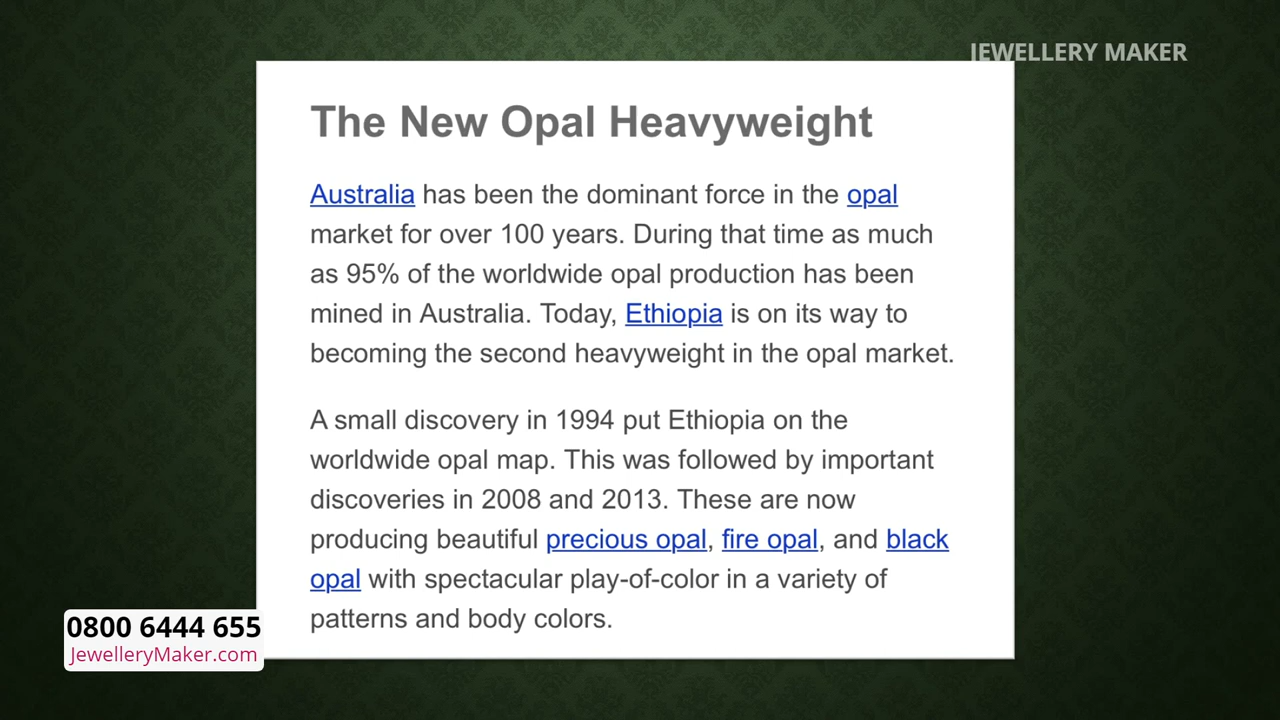 JEWELLERY MAKER
The New Opal Heavyweight
Australia has been the dominant force in the opal
market for over 100 years. During that time as much
as 95% of the worldwide opal production has been
mined in Australia. Today, Ethiopia is on its way to
becoming the second heavyweight in the opal market.
A small discovery in 1994 put Ethiopia on the
worldwide opal map. This was followed by important
discoveries in 2008 and 2013. These are now
producing beautiful precious opal, fire opal, and black
opal with spectacular play-of-color in a variety of
patterns and body colors.
0800 6444 655
JewelleryMaker.com